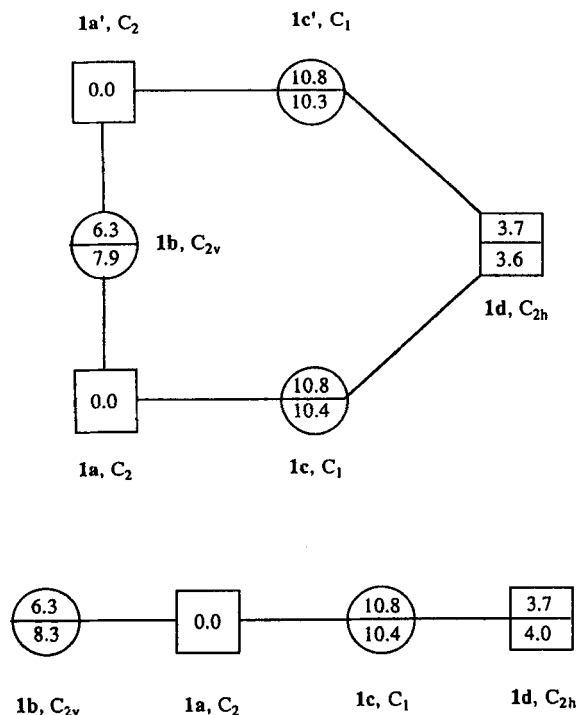 1a', C₂
1c', C₁
0.0
10.8
10.3
6.3
7.9
1b, C₂ᵥ
3.7
3.6
1d, C₂ₕ
0.0
10.8
10.4
1a, C₂
1c, C₁
6.3
8.3
0.0
10.8
10.4
3.7
4.0
1b, C₂ᵥ
1a, C₂
1c, C₁
1d, C₂ₕ